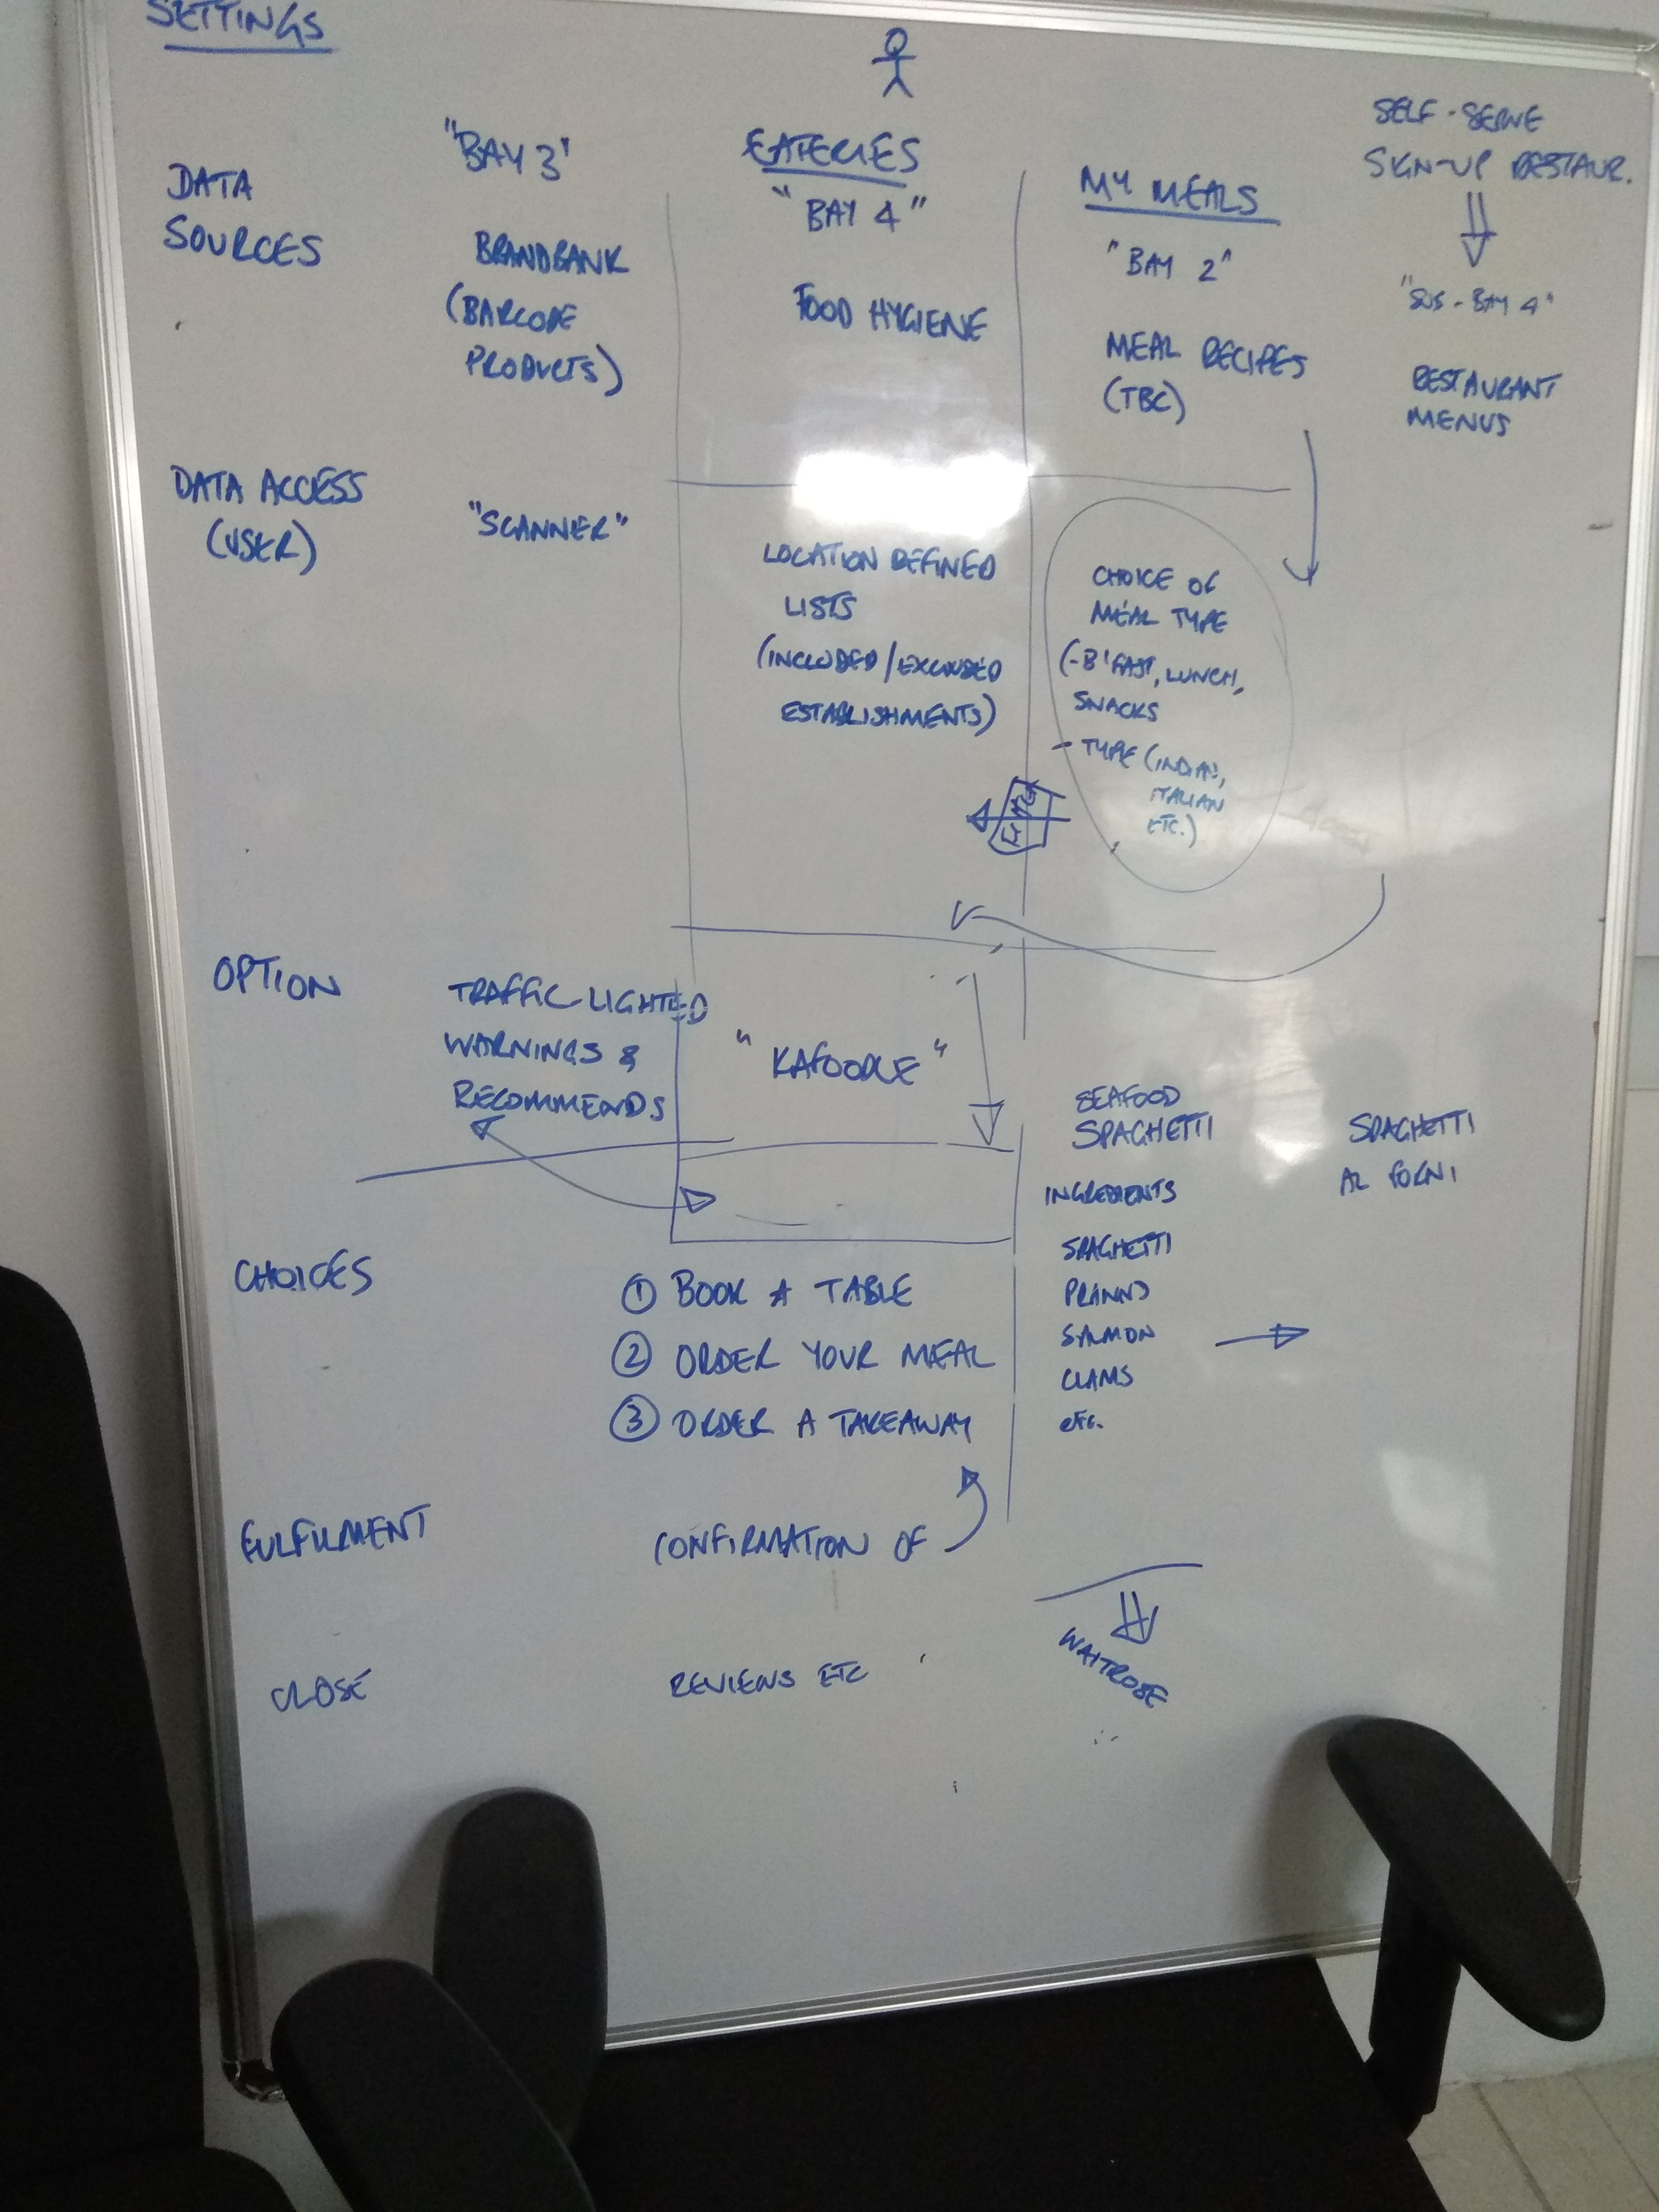 SETTINGS
"BAY 3"
EATERIES
"BAY 4"
MY MEALS
"BAY 2"
SELF-SERVE
SIGN-UP RESTAUR.
"SUB-BAY 4"
DATA
SOURCES
BRANDBANK
(BARCODE
PRODUCTS)
FOOD HYGIENE
MEAL RECIPES
(TBC)
RESTAURANT
MENUS
DATA ACCESS
(USER)
"SCANNER"
LOCATION DEFINED
LISTS
(INCLUDED/EXCLUDED
ESTABLISHMENTS)
CHOICE OF
MEAL TYPE
(-B'FAST, LUNCH,
SNACKS
- TYPE (INDIAN,
ITALIAN
ETC.)
OPTION
TRAFFIC-LIGHTED
WARNINGS &
RECOMMENDS
"KAFOODLE"
SEAFOOD
SPAGHETTI
INGREDIENTS
SPAGHETTI
PRAWNS
SALMON
CLAMS
etc.
SPAGHETTI
AL FORNI
CHOICES
① BOOK A TABLE
② ORDER YOUR MEAL
③ ORDER A TAKEAWAY
FULFILMENT
CONFIRMATION OF
WAITROSE
CLOSE
REVIEWS ETC